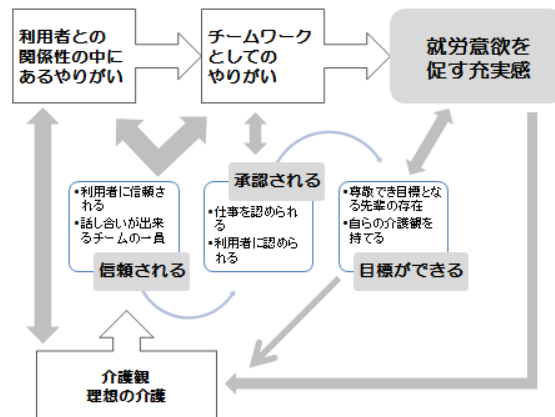 利用者との
関係性の中に
あるやりがい
チームワーク
としての
やりがい
就労意欲を
促す充実感
•利用者に信頼さ
れる
•話し合いが出来
るチームの一員
信頼される
承認される
•仕事を認められ
る
•利用者に認めら
れる
•尊敬でき目標とな
る先輩の存在
•自らの介護観を
持てる
目標ができる
介護観
理想の介護